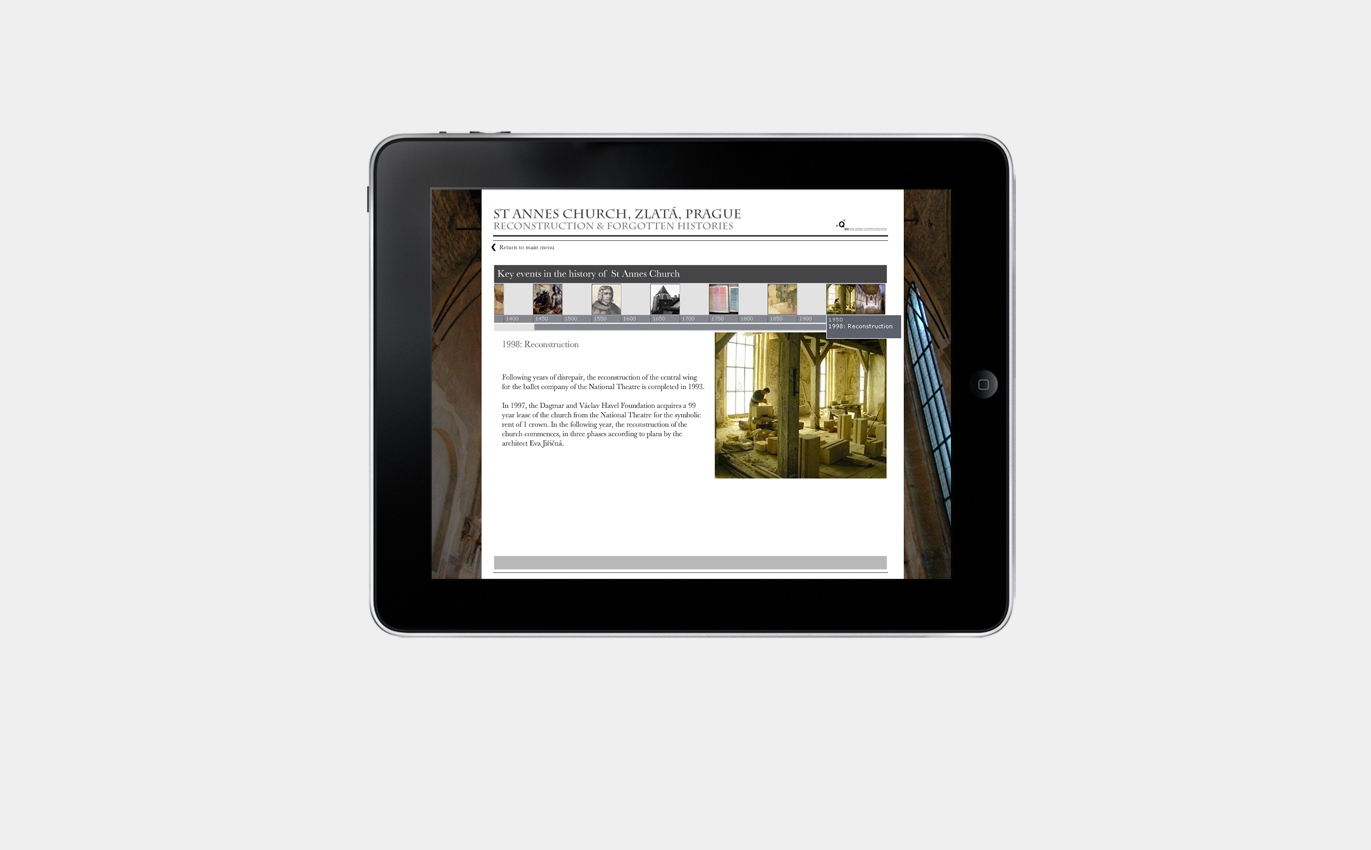 ST ANNES CHURCH, ZLATÁ, PRAGUE
RECONSTRUCTION & FORGOTTEN HISTORIES
Return to main menu
Key events in the history of St Annes Church
1400 1450 1500 1550 1600 1650 1700 1750 1800 1850 1900 1950
1998: Reconstruction
1998: Reconstruction
Following years of disrepair, the reconstruction of the central wing
for the ballet company of the National Theatre is completed in 1993.
In 1997, the Dagmar and Václav Havel Foundation acquires a 99
year lease of the church from the National Theatre for the symbolic
rent of 1 crown. In the following year, the reconstruction of the
church commences, in three phases according to plans by the
architect Eva Jiřičná.